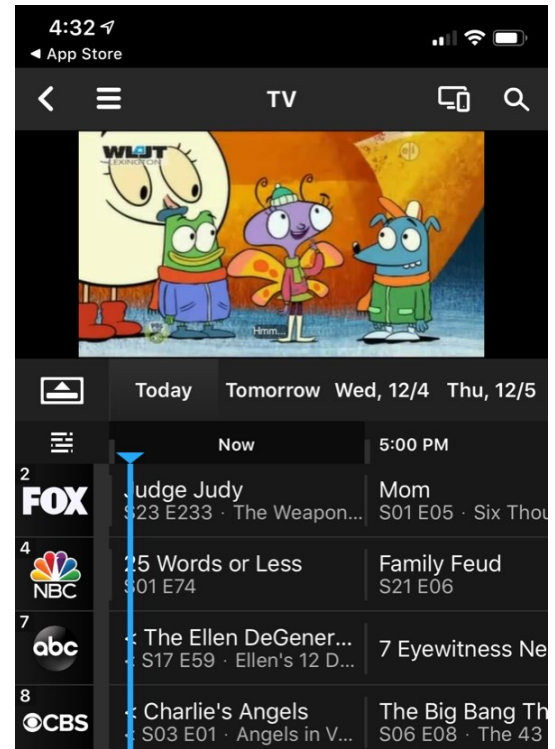 4:32
◀ App Store
TV
WLJT
LEXINGTON
Hmm...
Today Tomorrow Wed, 12/4 Thu, 12/5
Now 5:00 PM
2
FOX
Judge Judy
S23 E233 · The Weapon...
Mom
S01 E05 · Six Thou
4
NBC
25 Words or Less
S01 E74
Family Feud
S21 E06
7
abc
< The Ellen DeGener...
< S17 E59 · Ellen's 12 D...
7 Eyewitness Ne
8
CBS
< Charlie's Angels
< S03 E01 · Angels in V...
The Big Bang Th
S06 E08 · The 43